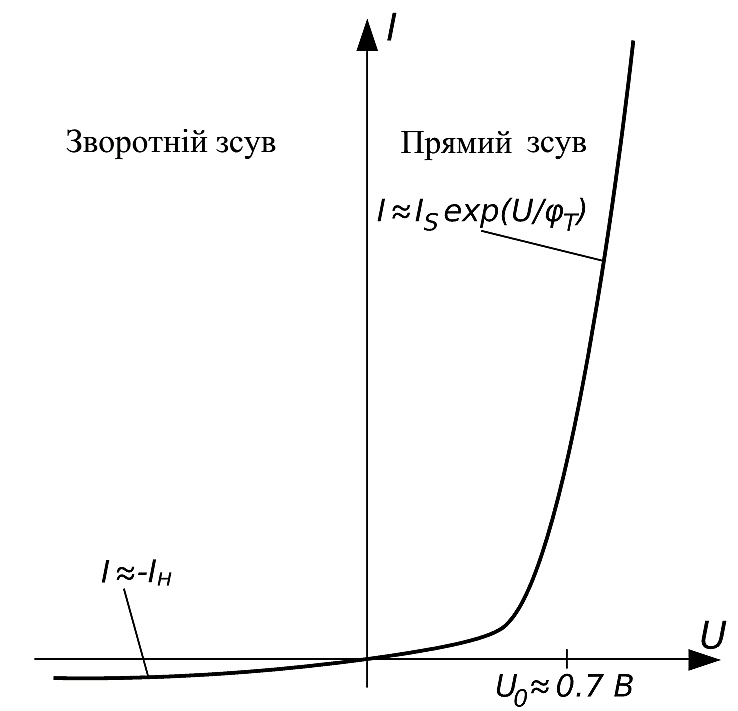 I
Зворотній зсув
Прямий зсув
I ≈ I_S exp(U/φ_T)
I ≈ -I_H
U
U_0 ≈ 0.7 В